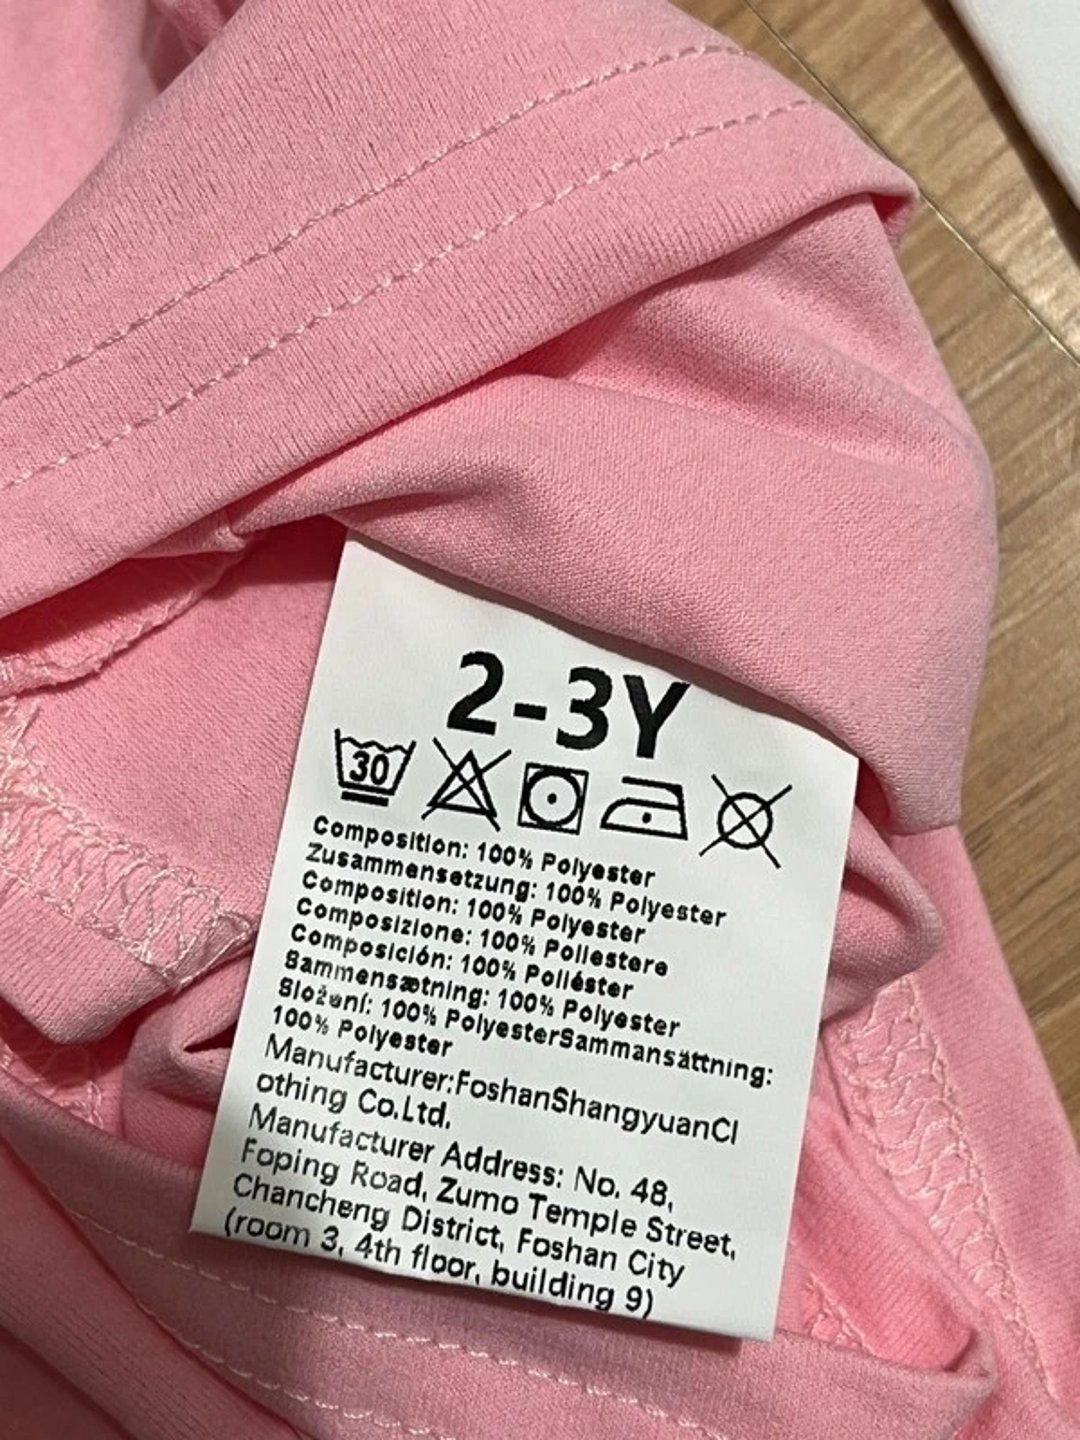 2-3Y
30
Composition: 100% Polyester
Zusammensetzung: 100% Polyester
Composition: 100% Polyester
Composizione: 100% Poliestere
Composición: 100% Poliéster
Sammensætning: 100% Polyester
Složení: 100% PolyesterSammansättning:
100% Polyester
Manufacturer:FoshanShangyuanCl
othing Co.Ltd.
Manufacturer Address: No. 48,
Foping Road, Zumo Temple Street,
Chancheng District, Foshan City
(room 3, 4th floor, building 9)